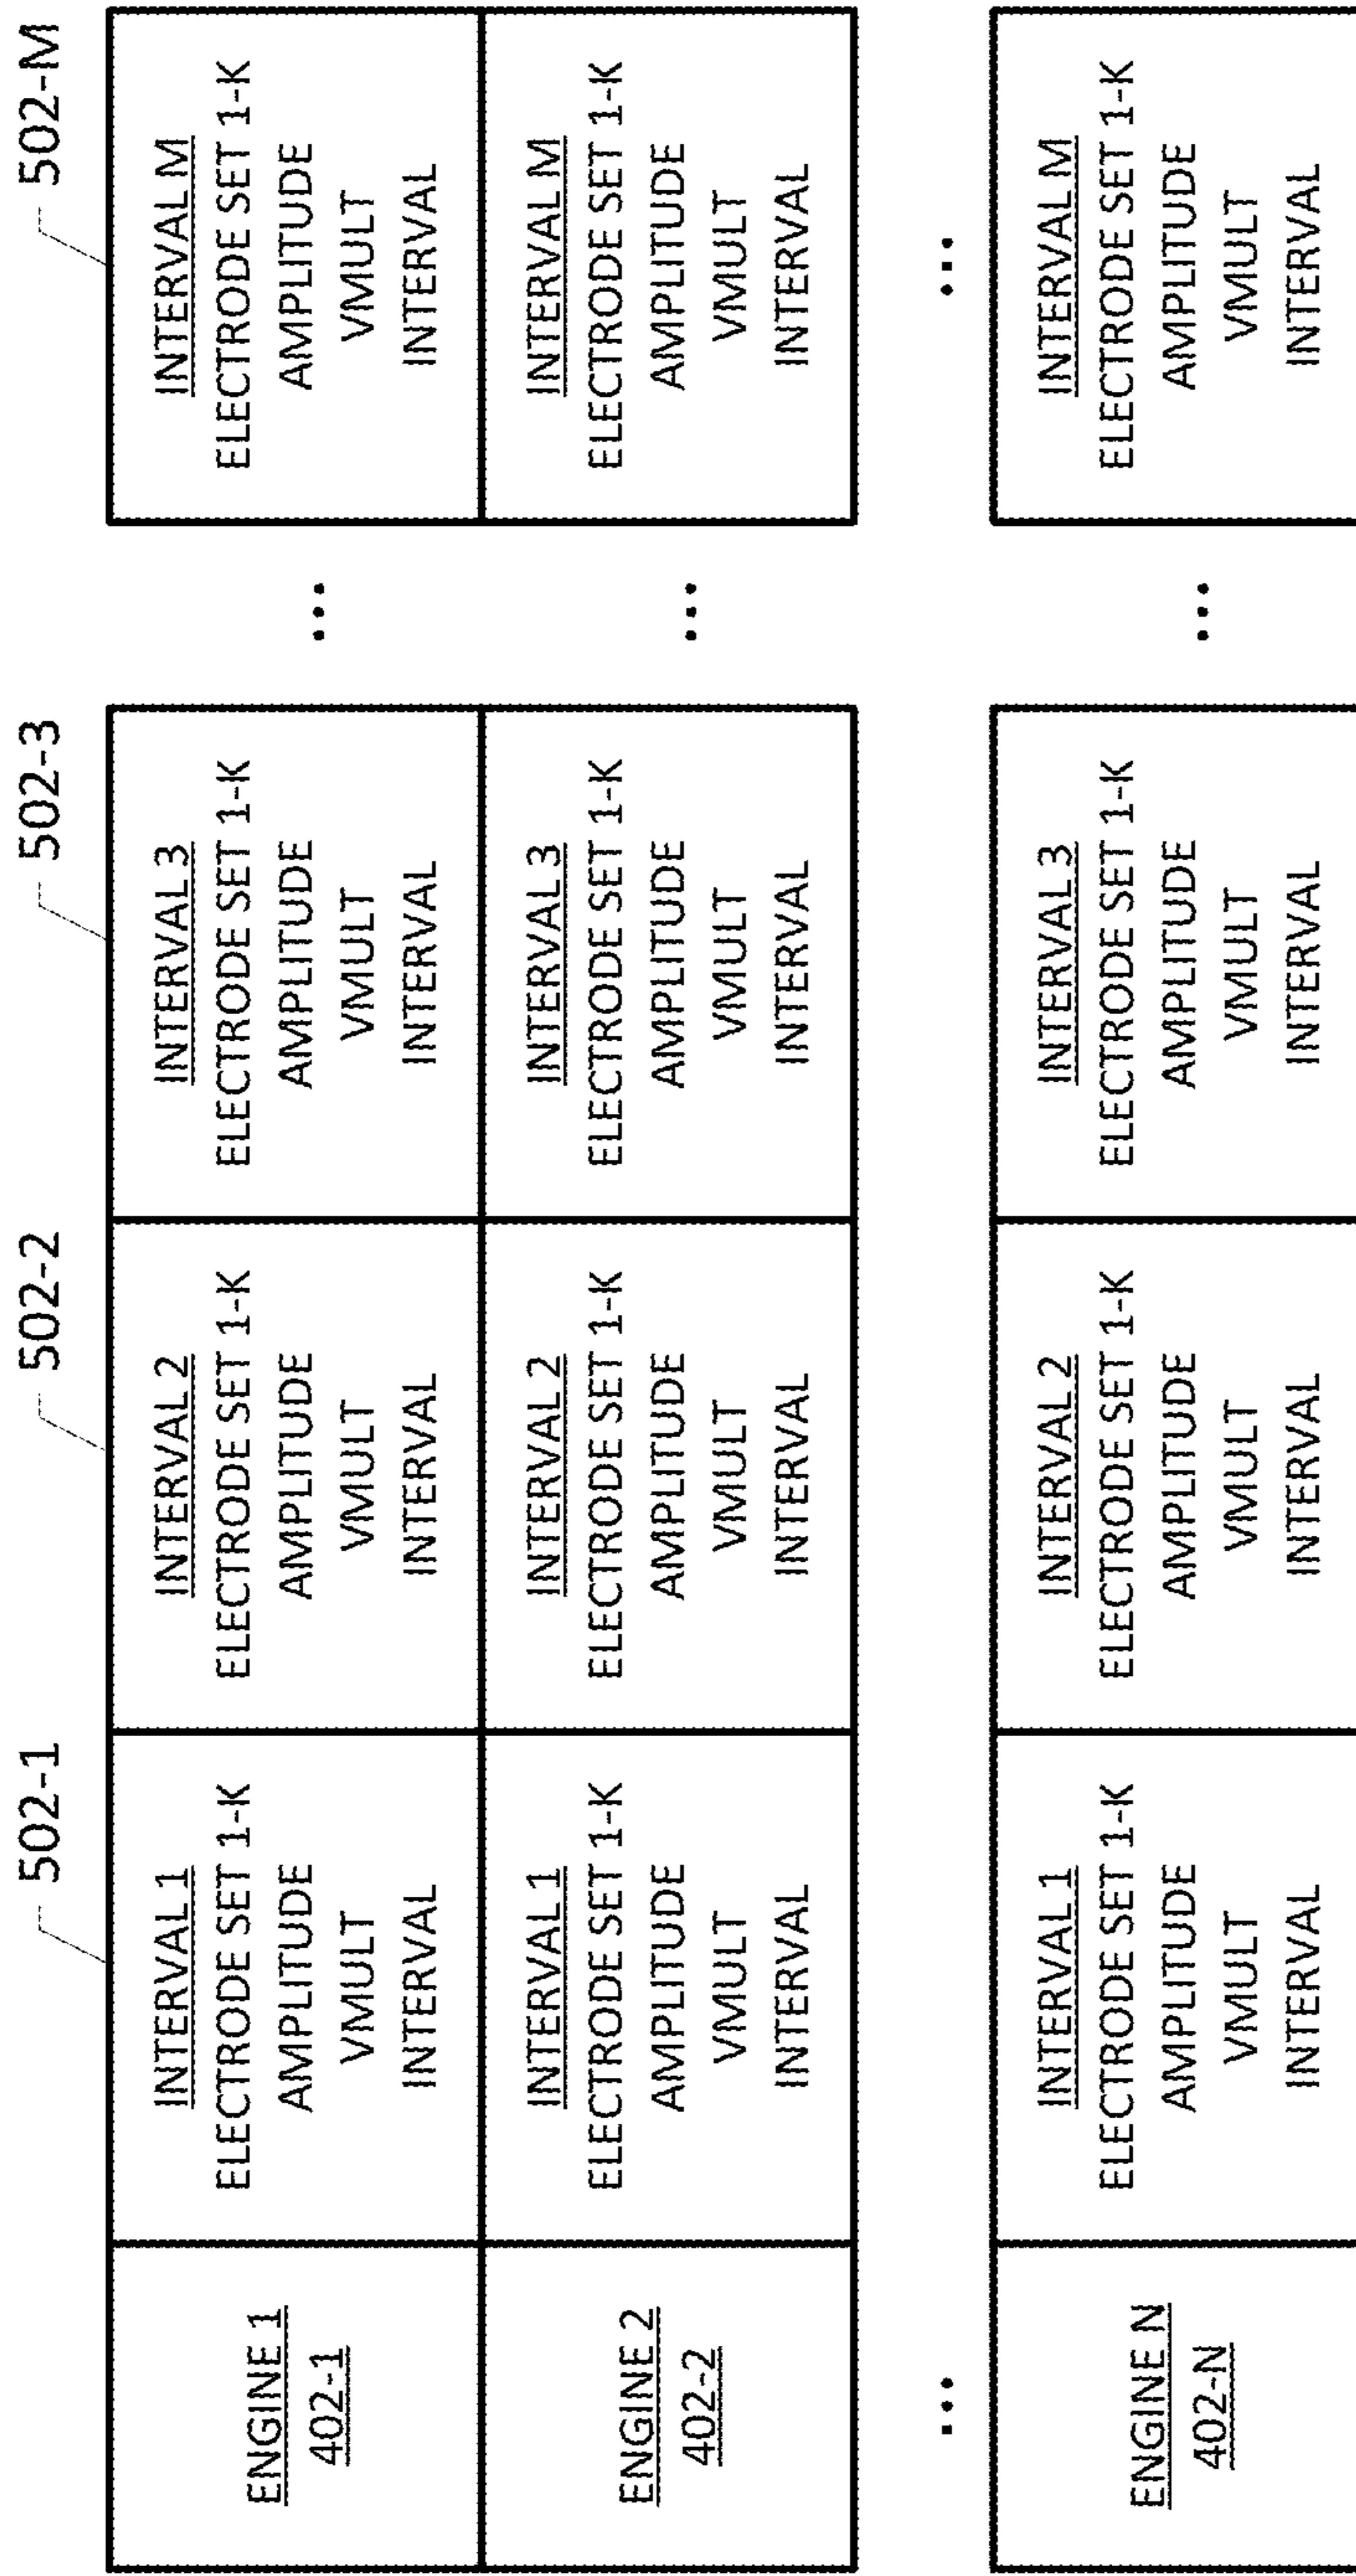 502-1
502-2
502-3
502-M
ENGINE 1
402-1
INTERVAL 1
ELECTRODE SET 1-K
AMPLITUDE
VMULT
INTERVAL
INTERVAL 2
ELECTRODE SET 1-K
AMPLITUDE
VMULT
INTERVAL
INTERVAL 3
ELECTRODE SET 1-K
AMPLITUDE
VMULT
INTERVAL
...
INTERVAL M
ELECTRODE SET 1-K
AMPLITUDE
VMULT
INTERVAL
ENGINE 2
402-2
INTERVAL 1
ELECTRODE SET 1-K
AMPLITUDE
VMULT
INTERVAL
INTERVAL 2
ELECTRODE SET 1-K
AMPLITUDE
VMULT
INTERVAL
INTERVAL 3
ELECTRODE SET 1-K
AMPLITUDE
VMULT
INTERVAL
...
INTERVAL M
ELECTRODE SET 1-K
AMPLITUDE
VMULT
INTERVAL
...
...
ENGINE N
402-N
INTERVAL 1
ELECTRODE SET 1-K
AMPLITUDE
VMULT
INTERVAL
INTERVAL 2
ELECTRODE SET 1-K
AMPLITUDE
VMULT
INTERVAL
INTERVAL 3
ELECTRODE SET 1-K
AMPLITUDE
VMULT
INTERVAL
...
INTERVAL M
ELECTRODE SET 1-K
AMPLITUDE
VMULT
INTERVAL